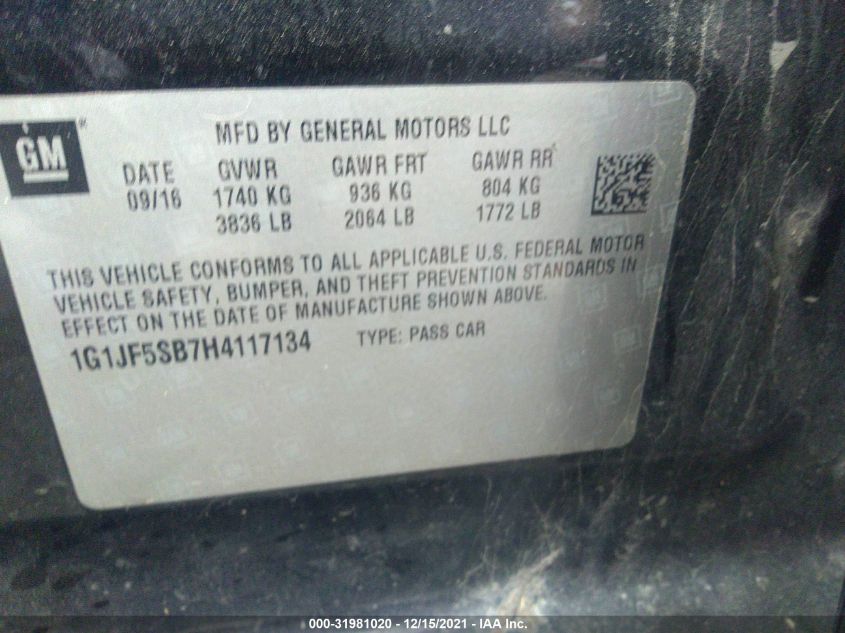 GM
MFD BY GENERAL MOTORS LLC
DATE GVWR GAWR FRT GAWR RR
09/16 1740 KG 936 KG 804 KG
3836 LB 2064 LB 1772 LB
THIS VEHICLE CONFORMS TO ALL APPLICABLE U.S. FEDERAL MOTOR
VEHICLE SAFETY, BUMPER, AND THEFT PREVENTION STANDARDS IN
EFFECT ON THE DATE OF MANUFACTURE SHOWN ABOVE.
1G1JF5SB7H4117134 TYPE: PASS CAR
000-31981020 - 12/15/2021 - IAA Inc.